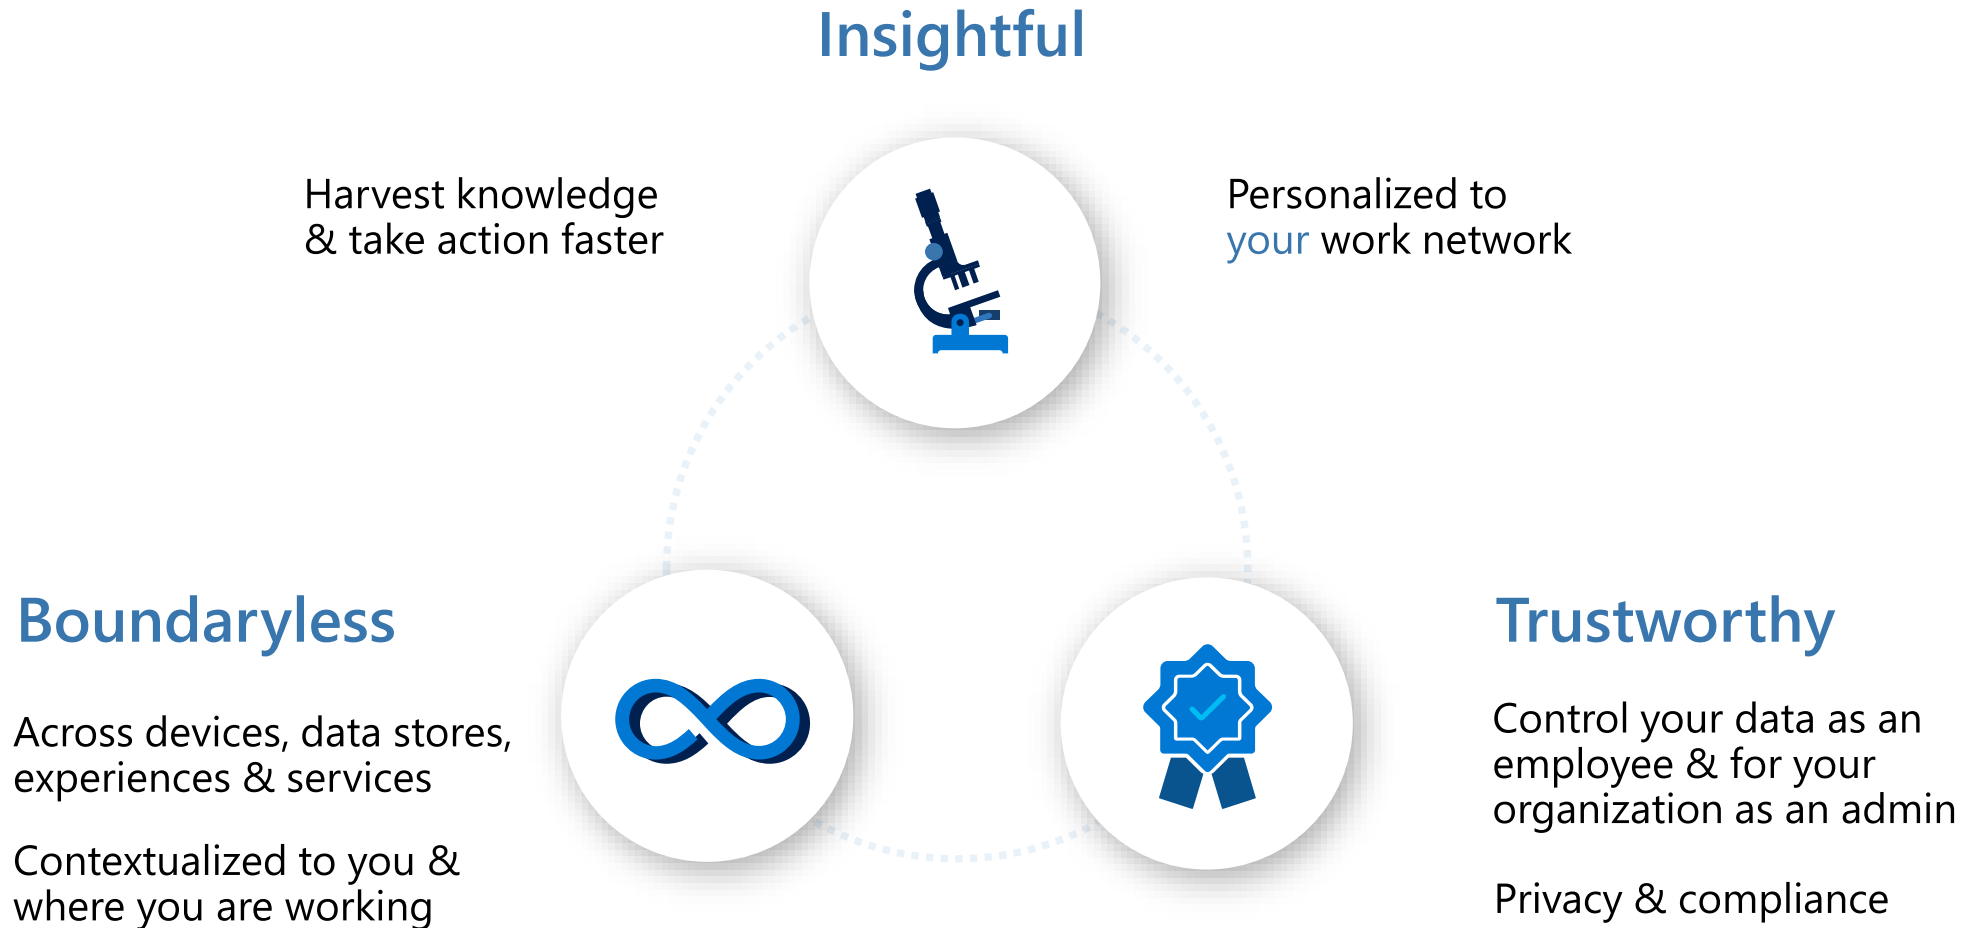 Insightful
Harvest knowledge
& take action faster
Personalized to
your work network
Boundaryless
Across devices, data stores,
experiences & services
Contextualized to you &
where you are working
Trustworthy
Control your data as an
employee & for your
organization as an admin
Privacy & compliance